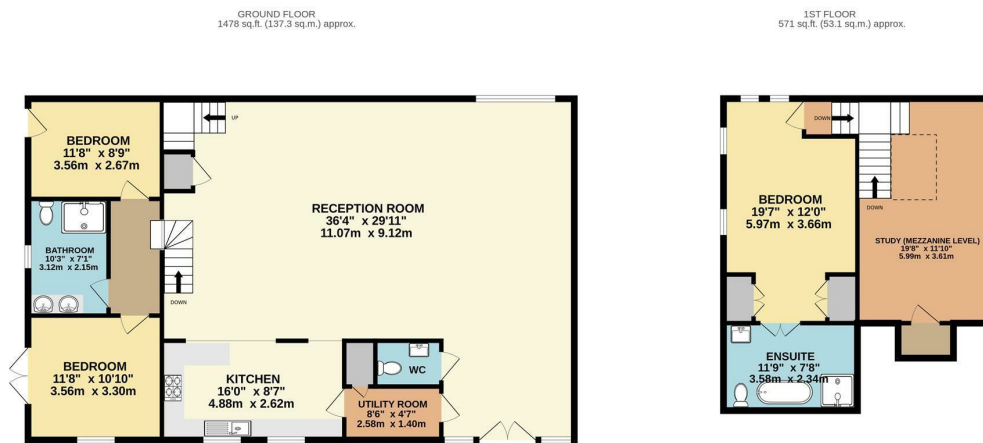 GROUND FLOOR
1478 sq.ft. (137.3 sq.m.) approx.
1ST FLOOR
571 sq.ft. (53.1 sq.m.) approx.
UP
BEDROOM
11'8" x 8'9"
3.56m x 2.67m
RECEPTION ROOM
36'4" x 29'11"
11.07m x 9.12m
BATHROOM
10'3" x 7'1"
3.12m x 2.15m
DOWN
BEDROOM
11'8" x 10'10"
3.56m x 3.30m
KITCHEN
16'0" x 8'7"
4.88m x 2.62m
WC
UTILITY ROOM
8'6" x 4'7"
2.58m x 1.40m
DOWN
BEDROOM
19'7" x 12'0"
5.97m x 3.66m
DOWN
STUDY (MEZZANINE LEVEL)
19'8" x 11'10"
5.99m x 3.61m
ENSUITE
11'9" x 7'8"
3.58m x 2.34m